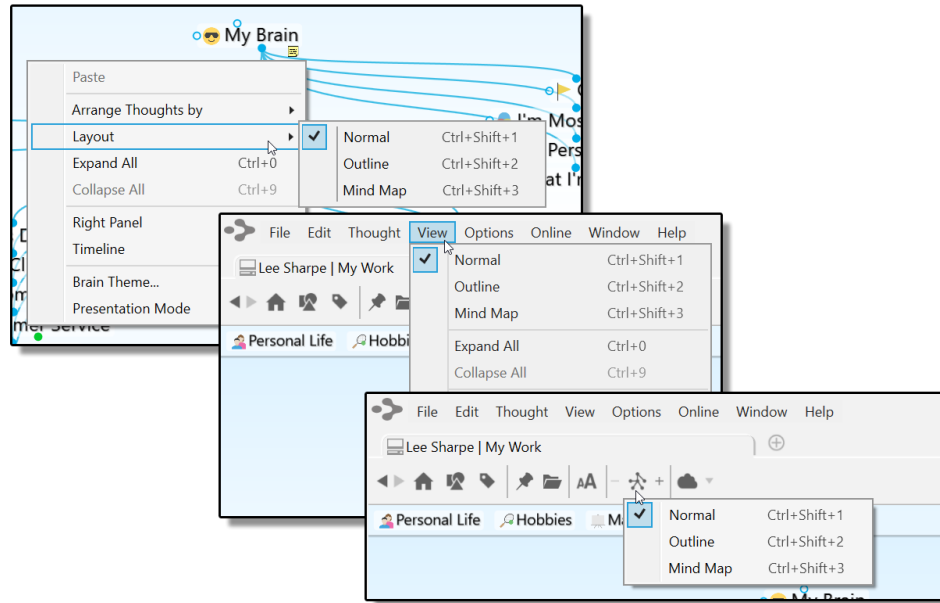 My Brain
Paste
Arrange Thoughts by
Layout
Expall All Ctrl+0
Collapse All Ctrl+9
Right Panel
Timeline
Brain Theme...
Presentation Mode
Normal Ctrl+Shift+1
Outline Ctrl+Shift+2
Mind Map Ctrl+Shift+3
I'm Mos
Pers
at I'r
File Edit Thought View Options Online Window Help
Lee Sharpe | My Work
Personal Life Hobbi
Normal Ctrl+Shift+1
Outline Ctrl+Shift+2
Mind Map Ctrl+Shift+3
Expand All Ctrl+0
Collapse All Ctrl+9
File Edit Thought View Options Online Window Help
Lee Sharpe | My Work
AA
Personal Life Hobbies
Normal Ctrl+Shift+1
Outline Ctrl+Shift+2
Mind Map Ctrl+Shift+3
My Brain